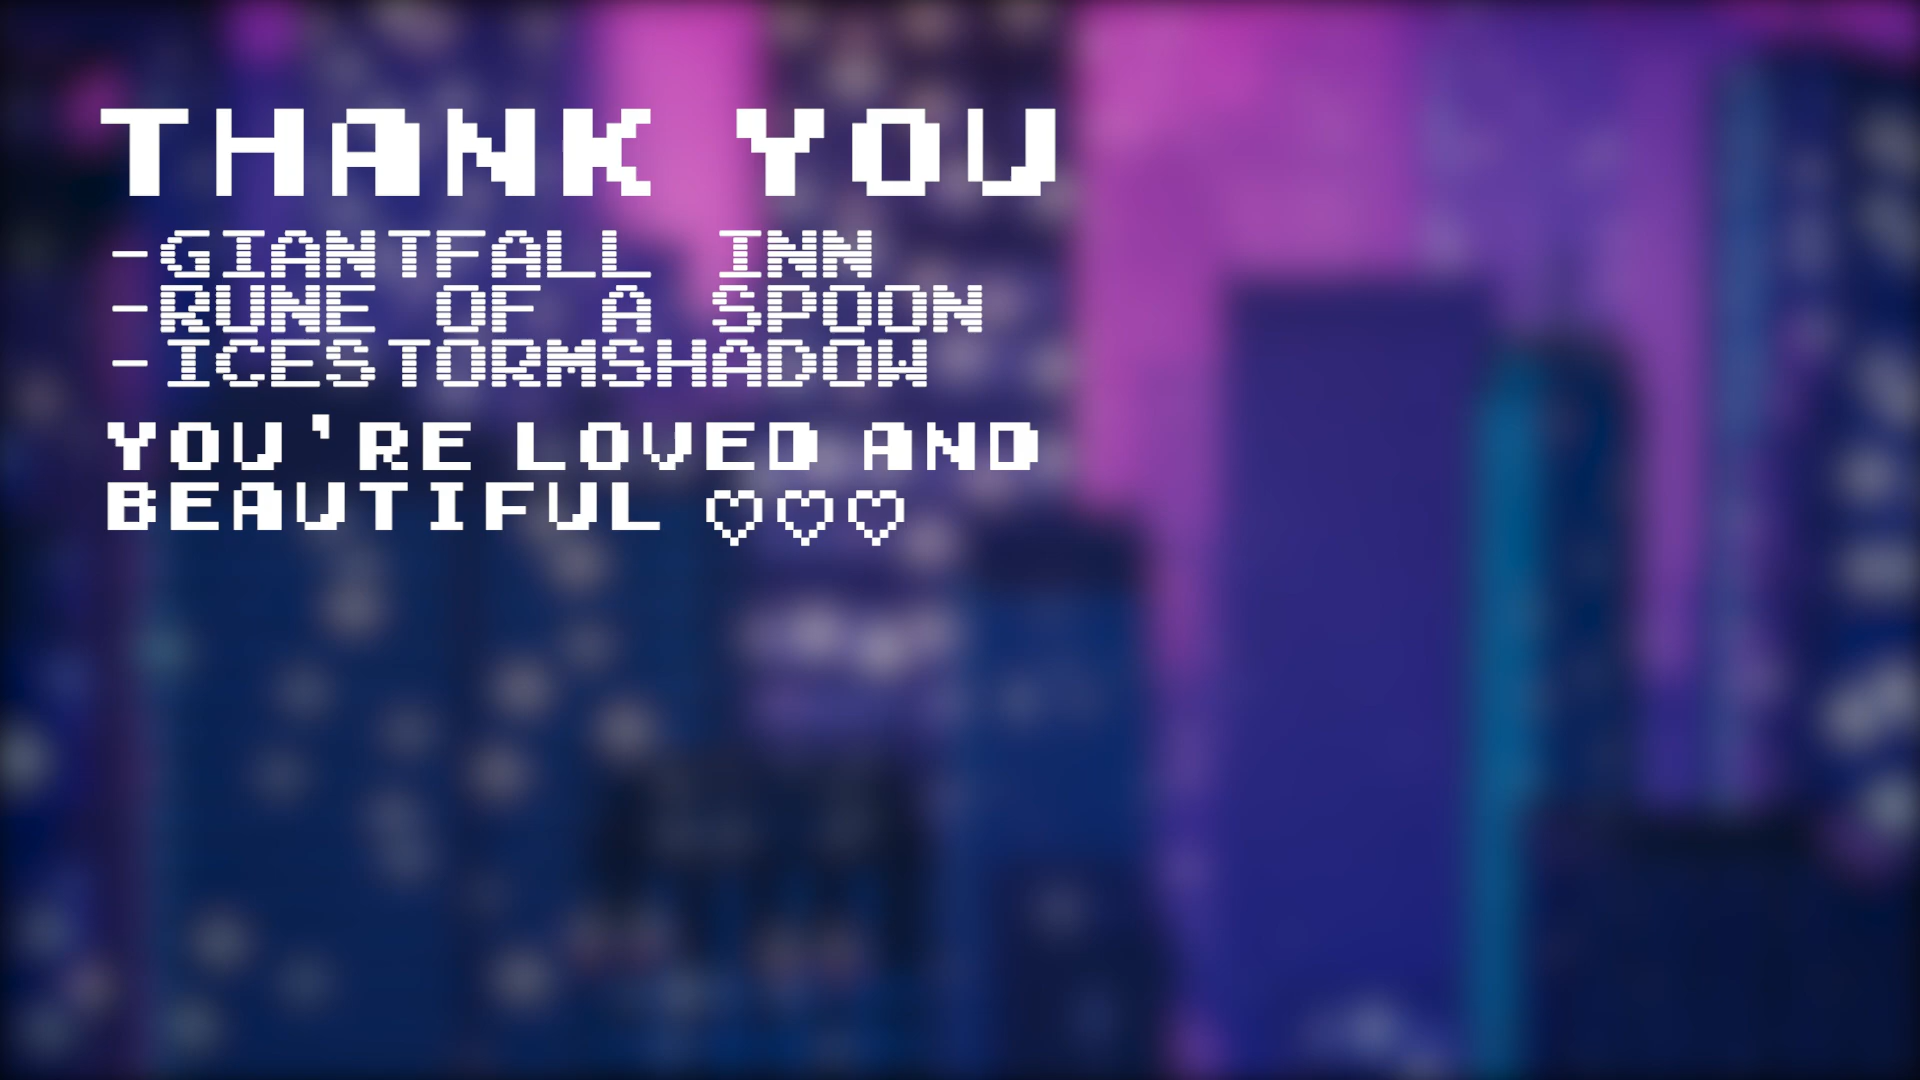 THANK YOU
-GIANTFALL INN
-RUNE OF A SPOON
-ICESTORMSHADOW
YOU'RE LOVED AND
BEAUTIFUL ♡♡♡